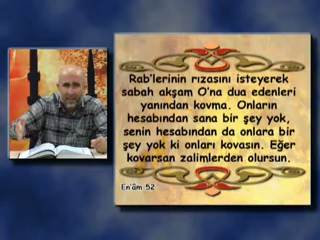 Rab'lerinin rızasını isteyerek
sabah akşam O'na dua edenleri
yanından kovma. Onların
hesabından sana bir şey yok,
senin hesabından da onlara bir
şey yok ki onları kovasın. Eğer
kovarsan zalimlerden olursun.
En'âm 52